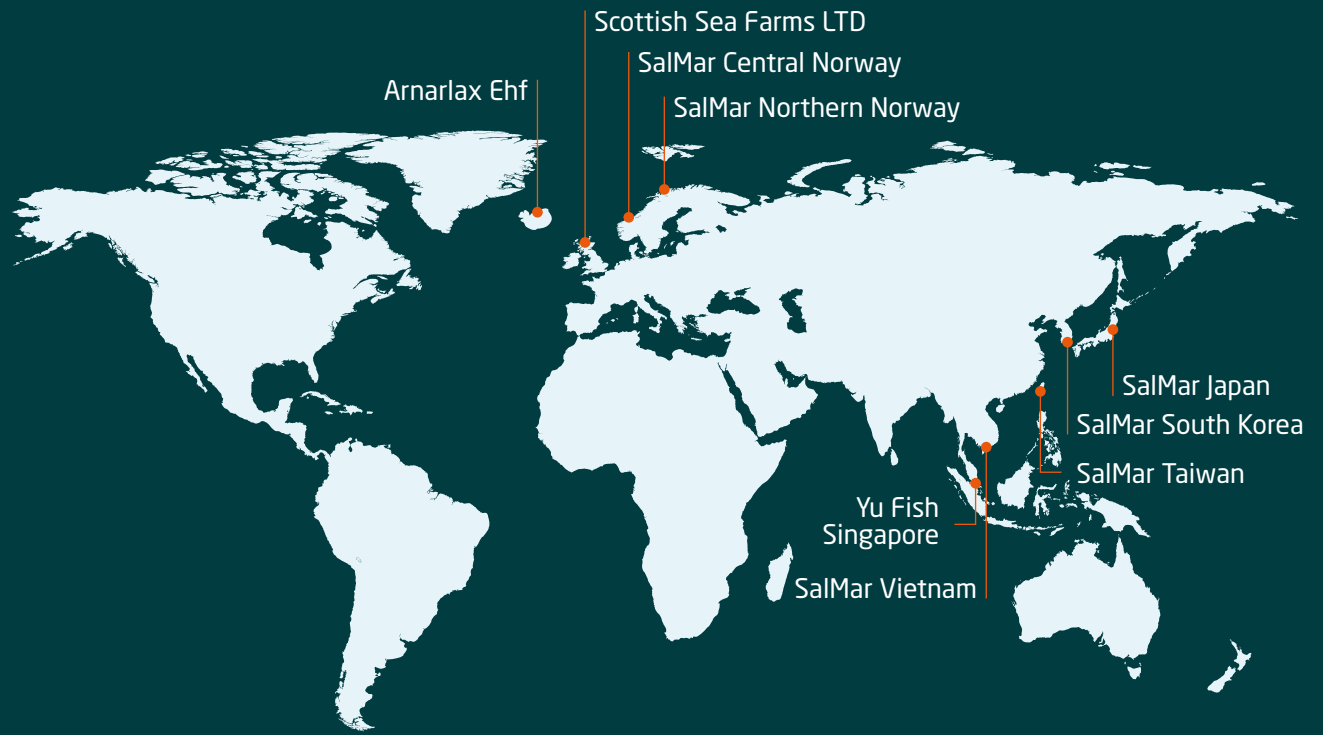 Scottish Sea Farms LTD
SalMar Central Norway
Arnarlax Ehf
SalMar Northern Norway
SalMar Japan
SalMar South Korea
SalMar Taiwan
Yu Fish
Singapore
SalMar Vietnam